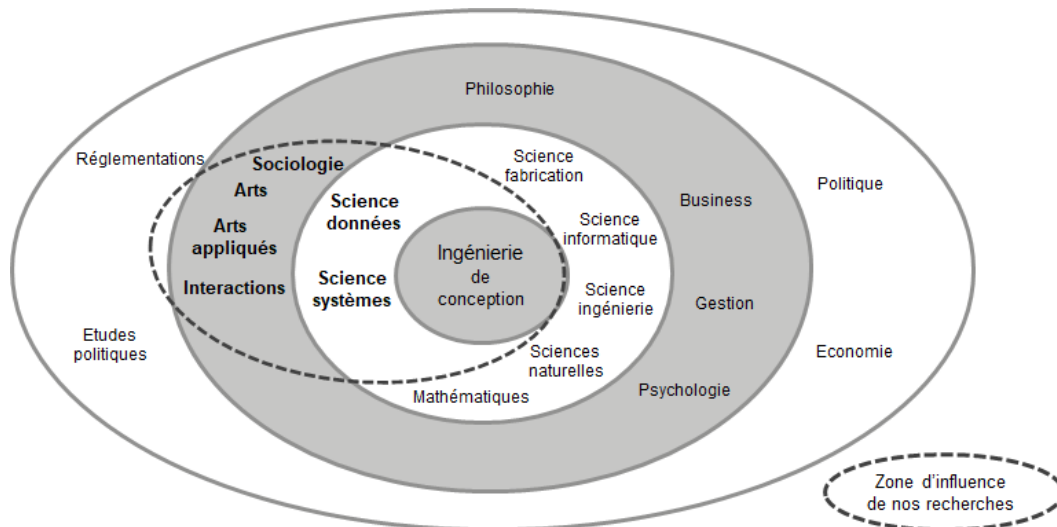 Philosophie
Réglementations
Sociologie
Arts
Arts
appliqués
Interactions
Etudes
politiques
Science
données
Science
systèmes
Ingénierie
de
conception
Science
fabrication
Science
informatique
Science
ingénierie
Sciences
naturelles
Mathématiques
Business
Gestion
Psychologie
Politique
Economie
Zone d'influence
de nos recherches